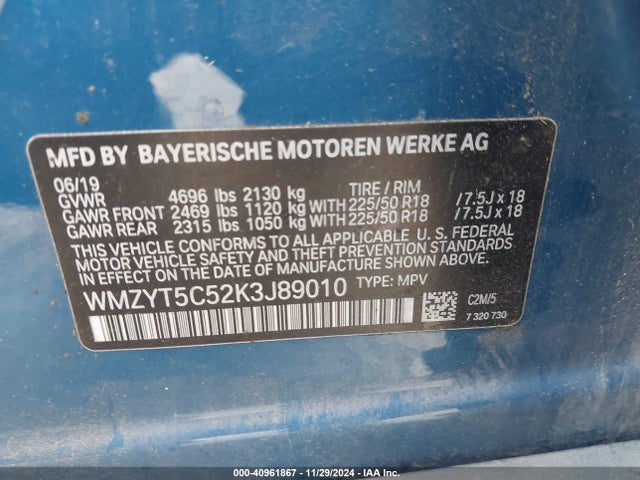 MFD BY BAYERISCHE MOTOREN WERKE AG
06/19
GVWR 4696 lbs 2130 kg TIRE / RIM
GAWR FRONT 2469 lbs 1120 kg WITH 225/50 R18 /7.5J x 18
GAWR REAR 2315 lbs 1050 kg WITH 225/50 R18 /7.5J x 18
THIS VEHICLE CONFORMS TO ALL APPLICABLE U. S. FEDERAL
MOTOR VEHICLE SAFETY AND THEFT PREVENTION STANDARDS
IN EFFECT ON THE DATE OF MANUFACTURE SHOWN ABOVE.
WMZYT5C52K3J89010 TYPE: MPV
C2M/5
7 320 730
000-40961867 - 11/29/2024 - IAA Inc.